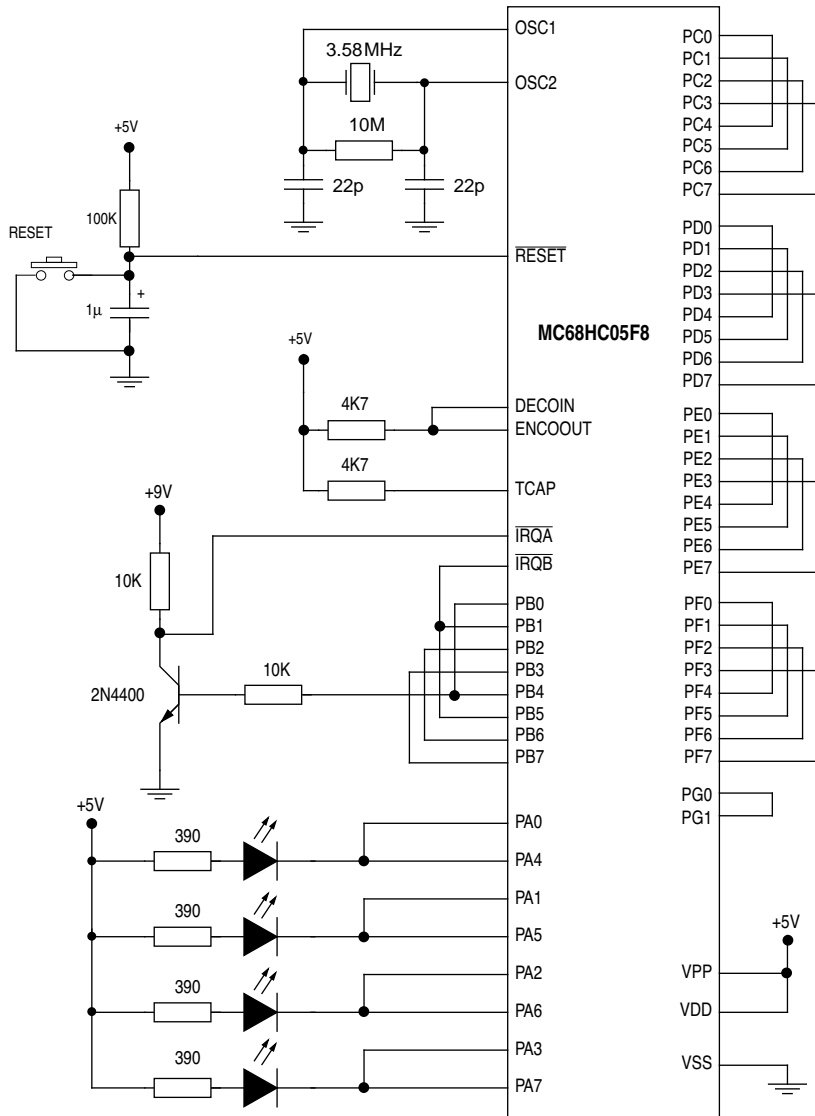 OSC1
3.58MHz
OSC2
10M
22p
22p
+5V
100K
RESET
RESET
+
1µ
MC68HC05F8
+5V
4K7
DECOIN
ENCOOUT
4K7
TCAP
+9V
10K
IRQA
IRQB
PB0
PB1
PB2
PB3
10K
2N4400
PB4
PB5
PB6
PB7
+5V
390
PA0
PA4
390
PA1
PA5
390
PA2
PA6
390
PA3
PA7
PC0
PC1
PC2
PC3
PC4
PC5
PC6
PC7
PD0
PD1
PD2
PD3
PD4
PD5
PD6
PD7
PE0
PE1
PE2
PE3
PE4
PE5
PE6
PE7
PF0
PF1
PF2
PF3
PF4
PF5
PF6
PF7
PG0
PG1
+5V
VPP
VDD
VSS